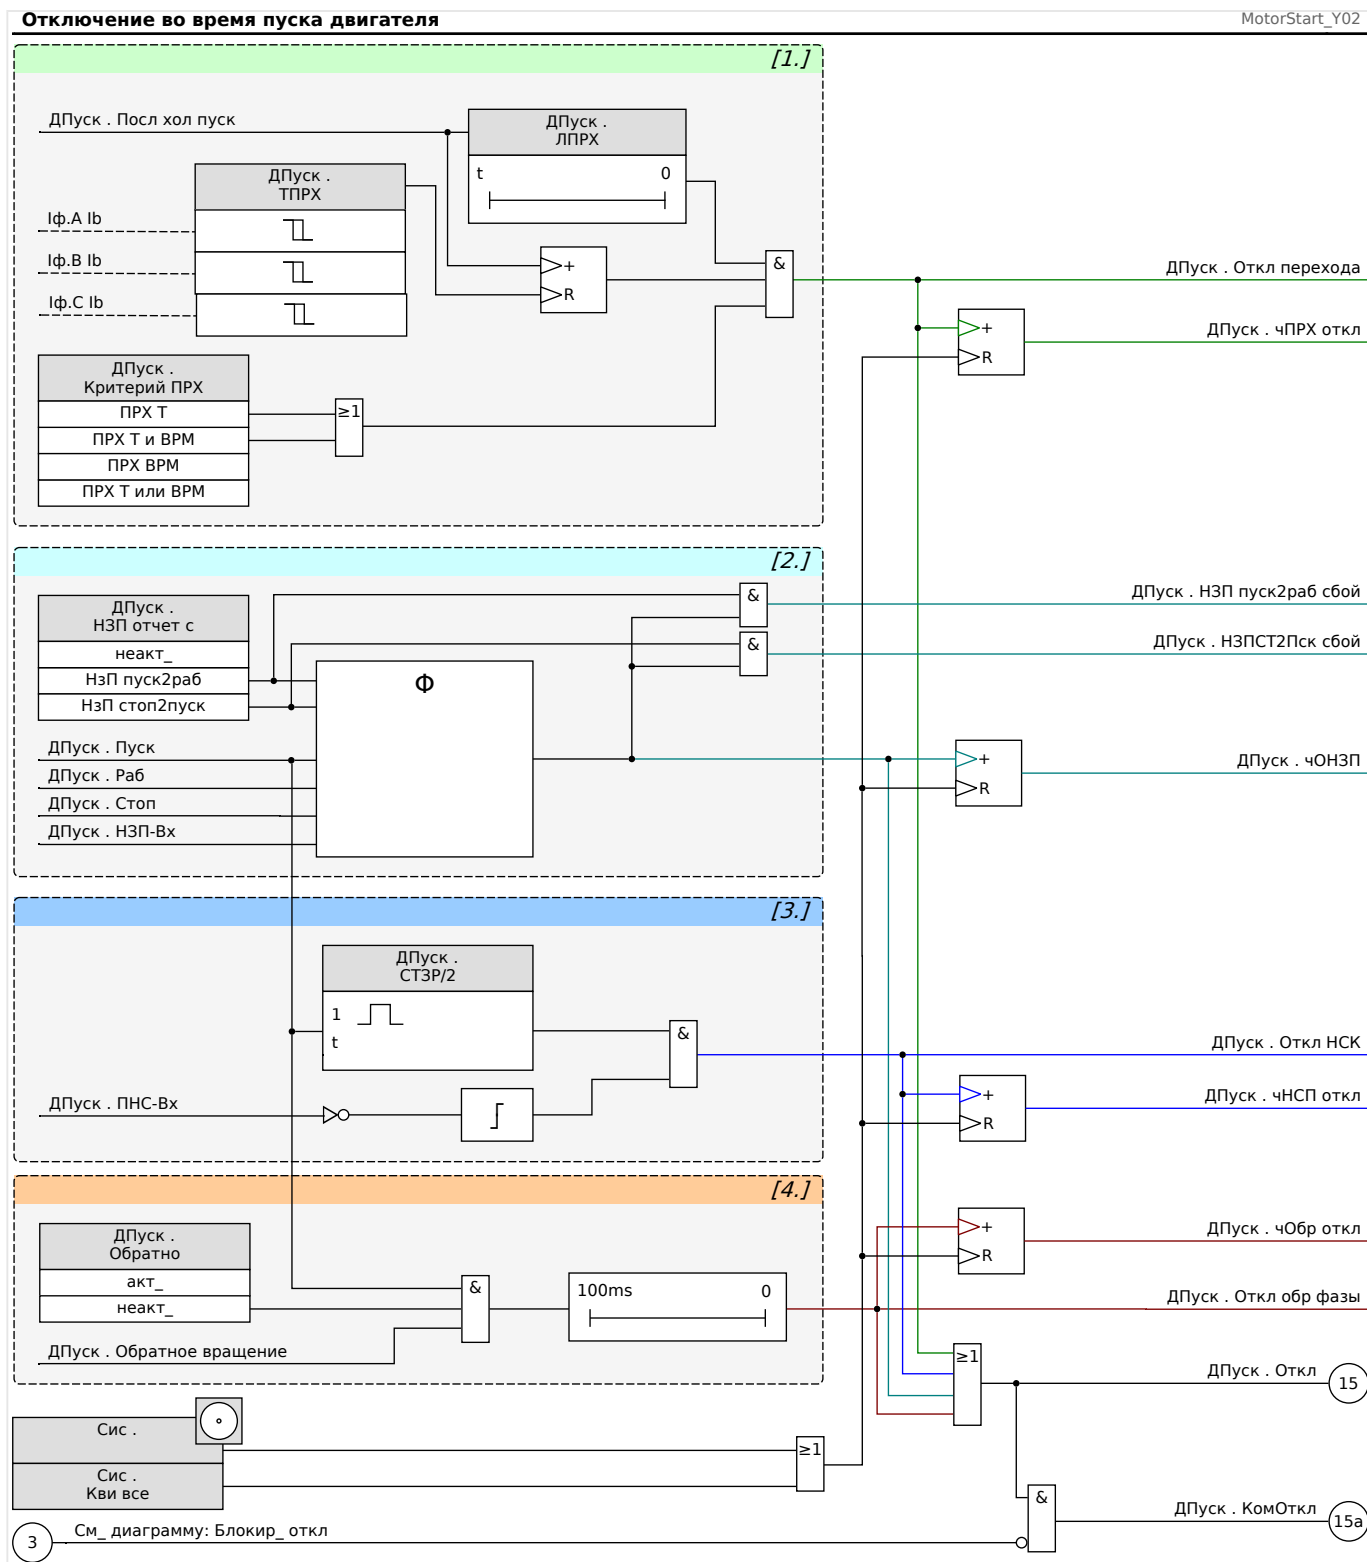 Отключение во время пуска двигателя
MotorStart_Y02
[1.]
ДПуск . Посл хол пуск
ДПуск .
ЛПРХ
t
0
ДПуск .
ТПРХ
Iф.A Ib
Iф.B Ib
Iф.C Ib
+
R
&
ДПуск . Откл перехода
+
R
ДПуск . чПРХ откл
ДПуск .
Критерий ПРХ
ПРХ Т
ПРХ Т и ВРМ
ПРХ ВРМ
ПРХ Т или ВРМ
≥1
[2.]
ДПуск .
НЗП отчет с
неакт_
НзП пуск2раб
НзП стоп2пуск
Φ
&
&
ДПуск . НЗП пуск2раб сбой
ДПуск . НЗПСТ2Пск сбой
ДПуск . Пуск
ДПуск . Раб
ДПуск . Стоп
ДПуск . НЗП-Вх
+
R
ДПуск . чОНЗП
[3.]
ДПуск .
СТЗР/2
1
t
&
ДПуск . Откл НСК
ДПуск . ПНС-Вх
+
R
ДПуск . чНСП откл
[4.]
ДПуск .
Обратно
акт_
неакт_
ДПуск . Обратное вращение
&
100ms
0
+
R
ДПуск . чОбр откл
ДПуск . Откл обр фазы
≥1
ДПуск . Откл
15
Сис .
Сис .
Кви все
≥1
&
ДПуск . КомОткл
15a
3
См_ диаграмму: Блокир_ откл